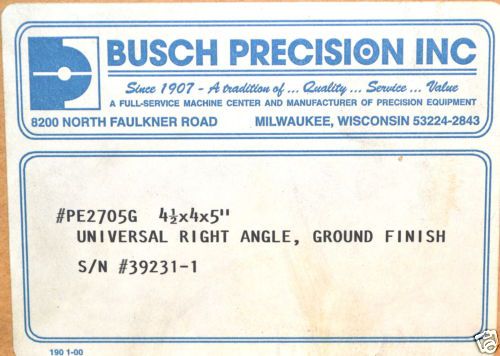 BUSCH PRECISION INC
Since 1907 - A tradition of ... Quality ... Service ... Value
A FULL-SERVICE MACHINE CENTER AND MANUFACTURER OF PRECISION EQUIPMENT
8200 NORTH FAULKNER ROAD MILWAUKEE, WISCONSIN 53224-2843
#PE2705G 4½x4x5"
UNIVERSAL RIGHT ANGLE, GROUND FINISH
S/N #39231-1
190 1-00
ebay